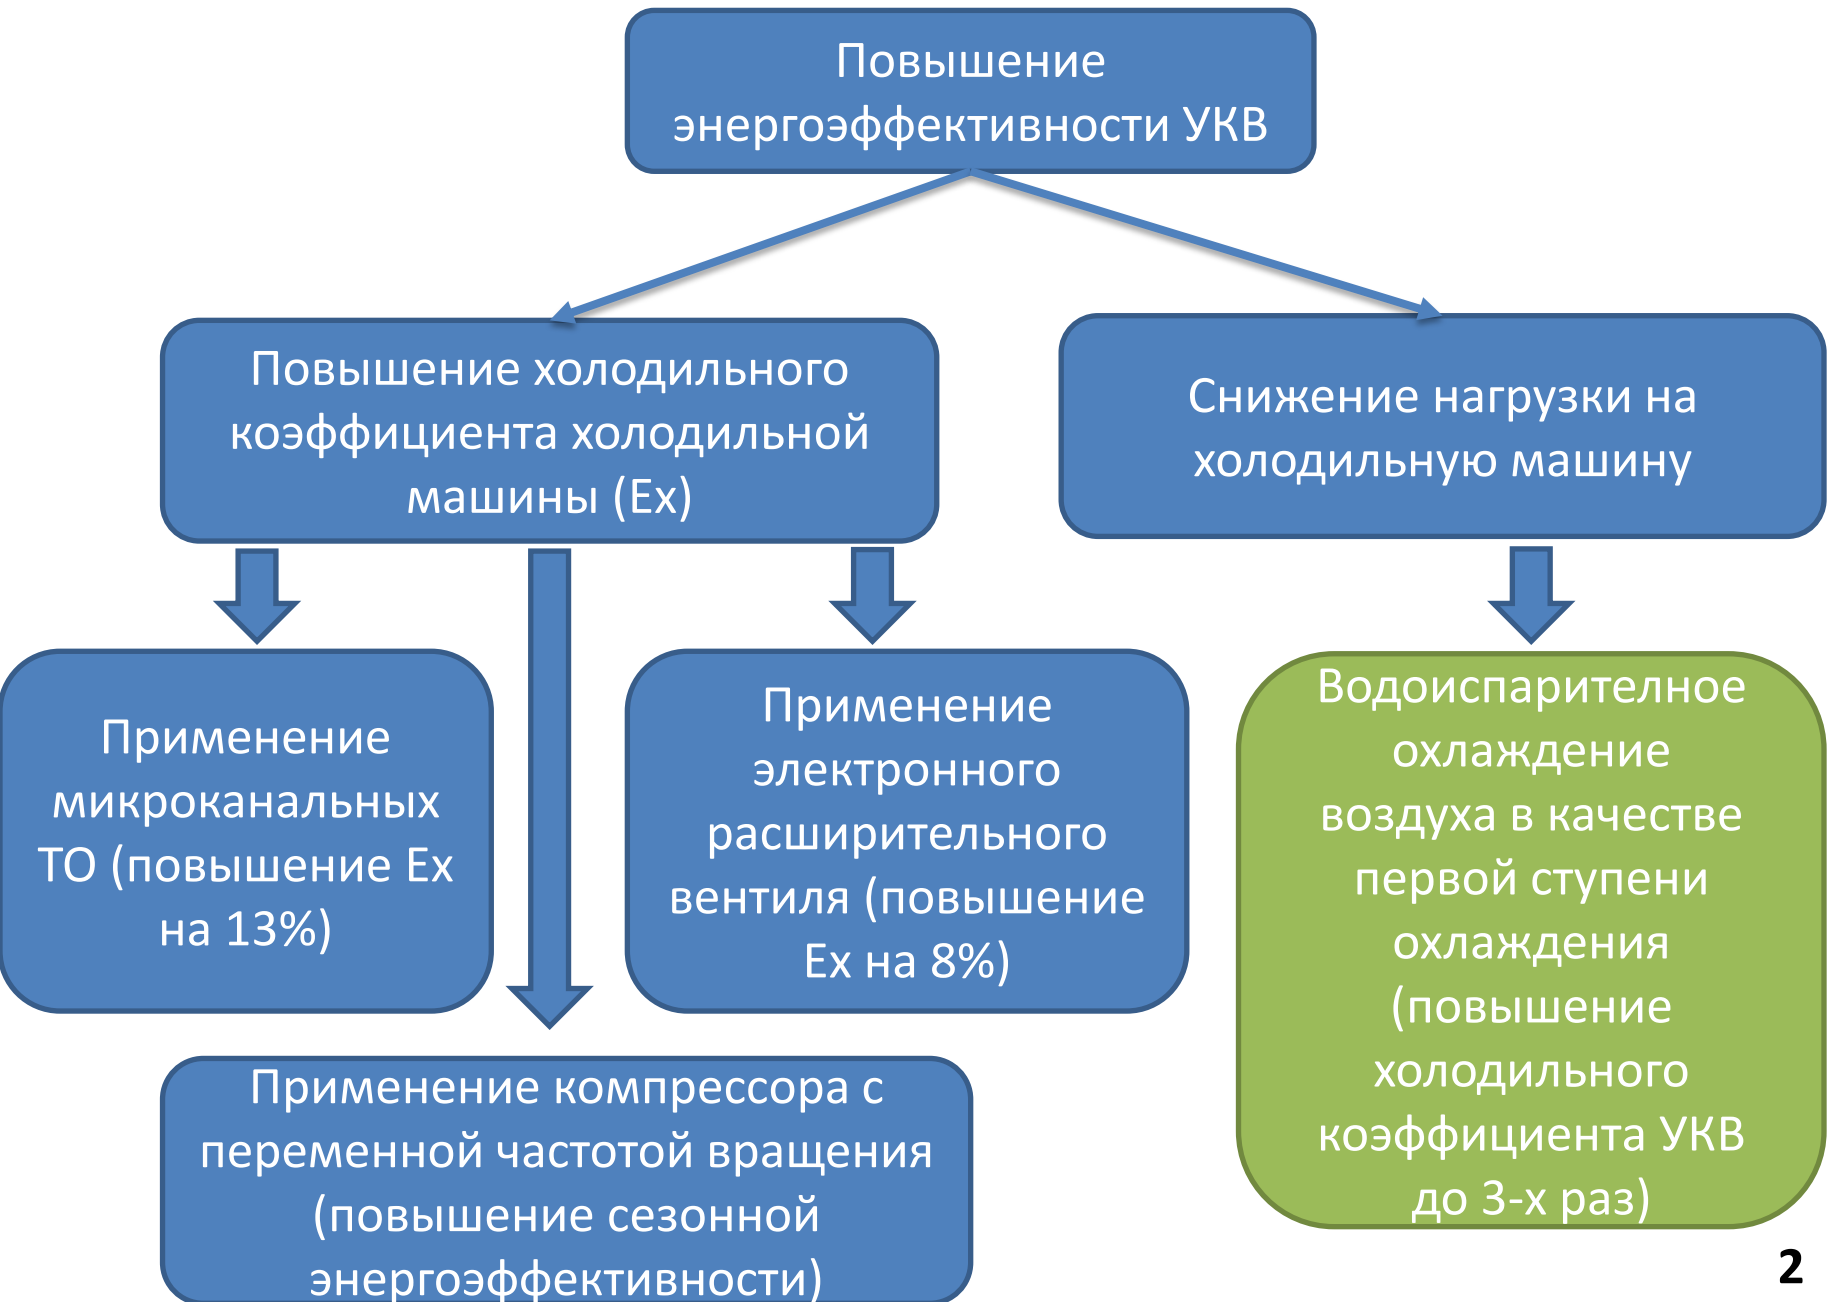 Повышение
энергоэффективности УКВ
Повышение холодильного
коэффициента холодильной
машины (Ех)
Снижение нагрузки на
холодильную машину
Применение
микроканальных
ТО (повышение Ех
на 13%)
Применение
электронного
расширительного
вентиля (повышение
Ех на 8%)
Водоиспарителное
охлаждение
воздуха в качестве
первой ступени
охлаждения
(повышение
холодильного
коэффициента УКВ
до 3-х раз)
Применение компрессора с
переменной частотой вращения
(повышение сезонной
энергоэффективности)
2